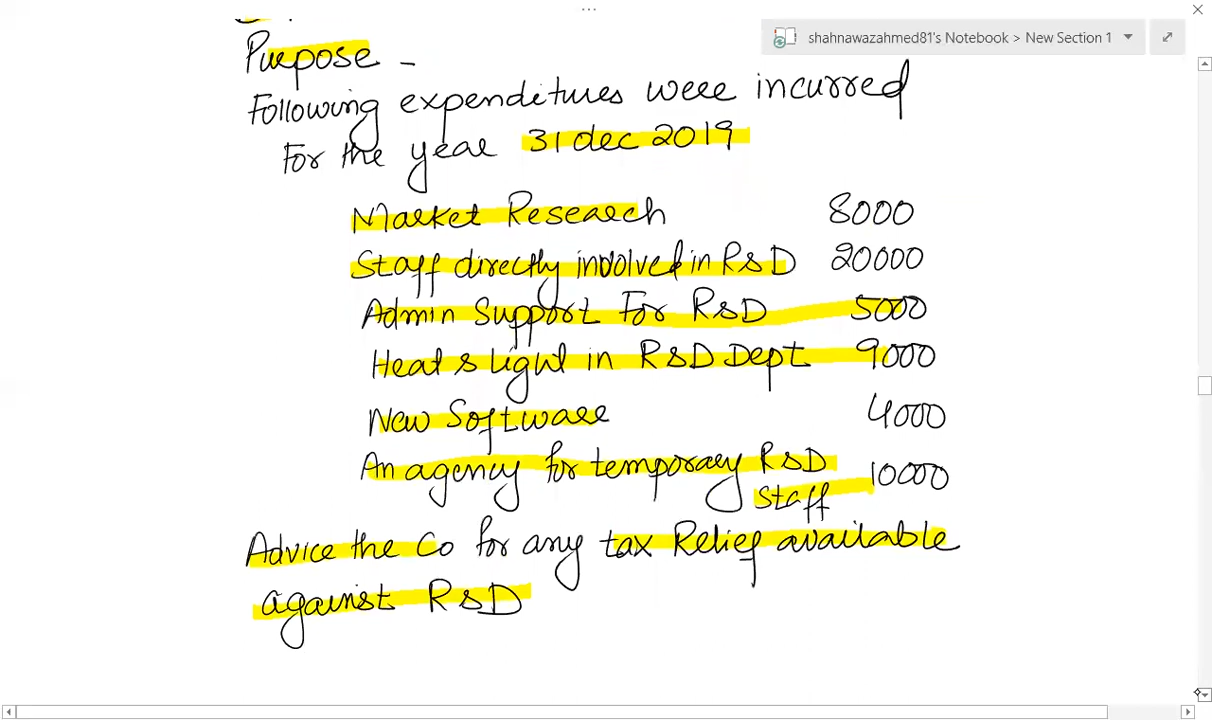 shahnawazahmed81's Notebook > New Section 1
Purpose -
Following expenditures were incurred
For the year 31 dec 2019
Market Research 8000
Staff directly involved in R&D 20000
Admin Support For R&D 5000
Heat & Light in R&D Dept 9000
New Software 4000
An agency for temporary R&D
Staff 10000
Advice the Co for any tax Relief available
against R&D